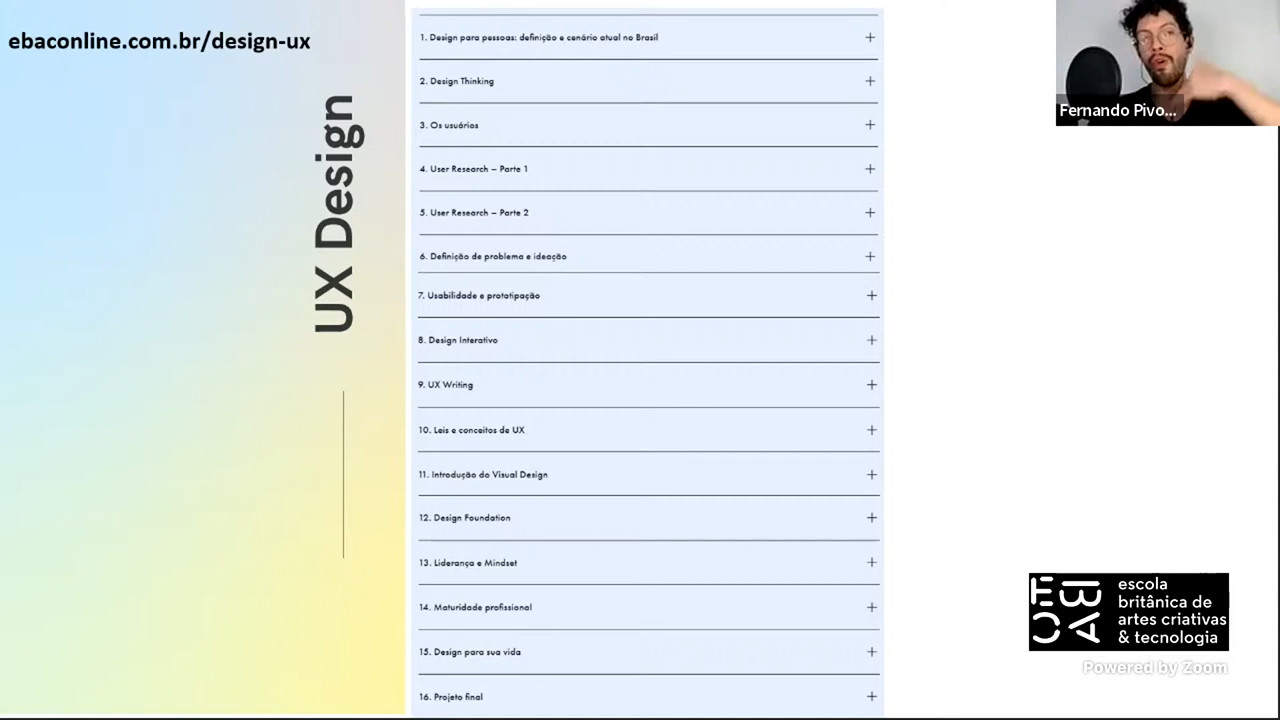 ebaconline.com.br/design-ux
UX Design
1. Design para pessoas: definição e cenário atual no Brasil
2. Design Thinking
3. Os usuários
4. User Research – Parte 1
5. User Research – Parte 2
6. Definição de problema e ideação
7. Usabilidade e prototipação
8. Design Interativo
9. UX Writing
10. Leis e conceitos de UX
11. Introdução do Visual Design
12. Design Foundation
13. Liderança e Mindset
14. Maturidade profissional
15. Design para sua vida
16. Projeto final
Fernando Pivo...
EBAC
escola
britânica de
artes criativas
& tecnologia
Powered by Zoom